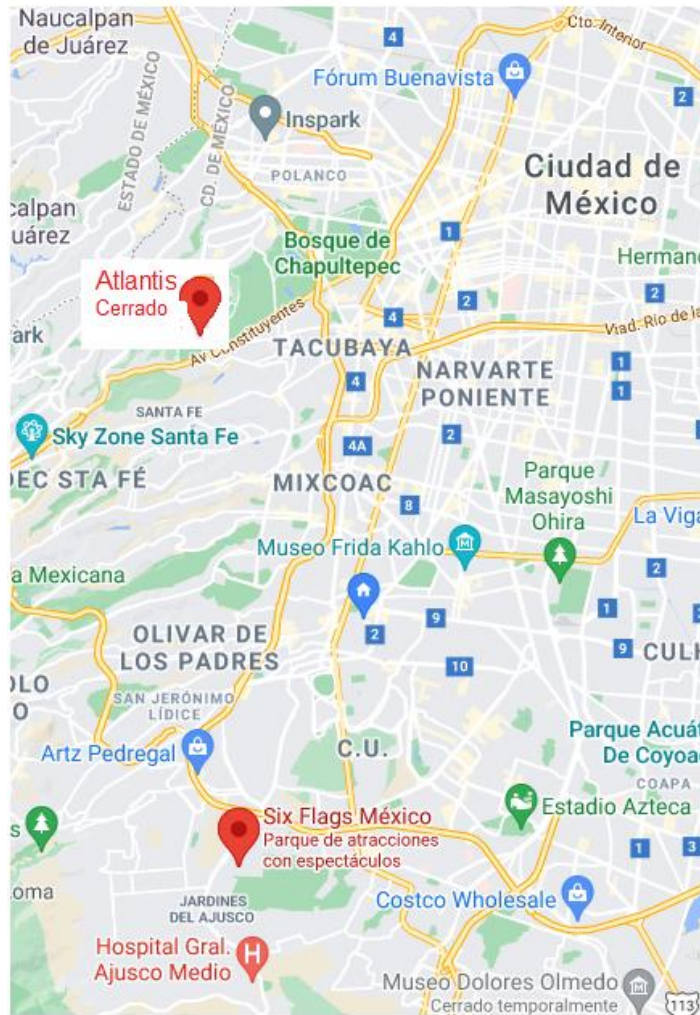 Naucalpan
de Juárez
ESTADO DE MÉXICO
CD. DE MÉXICO
4
Cto. Interior
Fórum Buenavista
2
Inspark
POLANCO
Ciudad de
México
calpan
uárez
1
Bosque de
Chapultepec
Hermano
Atlantis
Cerrado
2
2
4
Viad. Río de la
ark
Av Constituyentes
TACUBAYA
NARVARTE
PONIENTE
1
4
1
SANTA FE
Sky Zone Santa Fe
2
4A
DEC STA FÉ
MIXCOAC
Parque
Masayoshi
Ohira
8
La Viga
Museo Frida Kahlo
a Mexicana
2
1
9
2
OLIVAR DE
LOS PADRES
9
CULH
10
OLO
O
SAN JERÓNIMO
LÍDICE
Artz Pedregal
C.U.
Parque Acuát
De Coyoa
COAPA
Six Flags México
Parque de atracciones
con espectáculos
Estadio Azteca
s
1
3
oma
JARDINES
DEL AJUSCO
Costco Wholesale
Hospital Gral.
Ajusco Medio
H
Museo Dolores Olmedo
Cerrado temporalmente
113